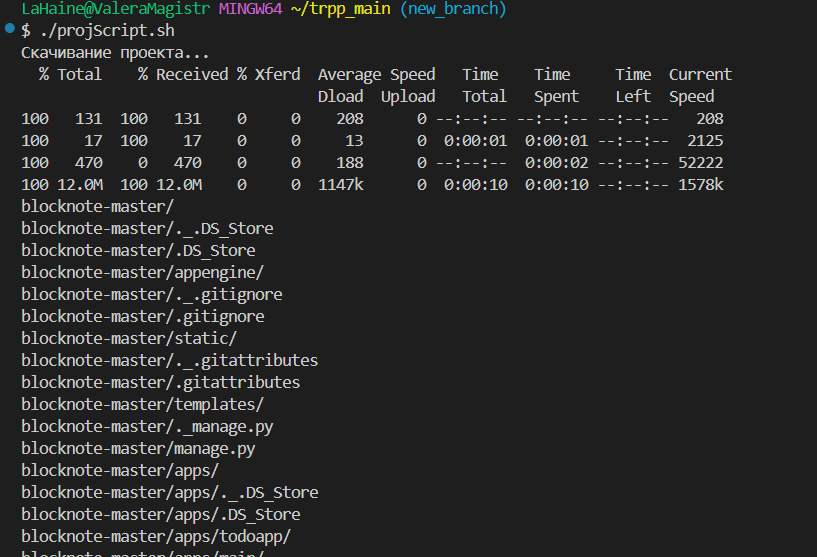 LaHaine@ValeraMagistr MINGW64 ~/trpp_main (new_branch)
$ ./projScript.sh
Скачивание проекта...
  % Total    % Received % Xferd  Average Speed   Time    Time     Time  Current
                                 Dload  Upload   Total   Spent    Left  Speed
100   131  100   131    0     0    208      0 --:--:-- --:--:-- --:--:--   208
100    17  100    17    0     0     13      0  0:00:01  0:00:01 --:--:--  2125
100   470    0   470    0     0    188      0 --:--:--  0:00:02 --:--:-- 52222
100 12.0M  100 12.0M    0     0  1147k      0  0:00:10  0:00:10 --:--:-- 1578k
blocknote-master/
blocknote-master/._.DS_Store
blocknote-master/.DS_Store
blocknote-master/appengine/
blocknote-master/._.gitignore
blocknote-master/.gitignore
blocknote-master/static/
blocknote-master/._.gitattributes
blocknote-master/.gitattributes
blocknote-master/templates/
blocknote-master/._manage.py
blocknote-master/manage.py
blocknote-master/apps/
blocknote-master/apps/._.DS_Store
blocknote-master/apps/.DS_Store
blocknote-master/apps/todoapp/
blocknote-master/apps/main/